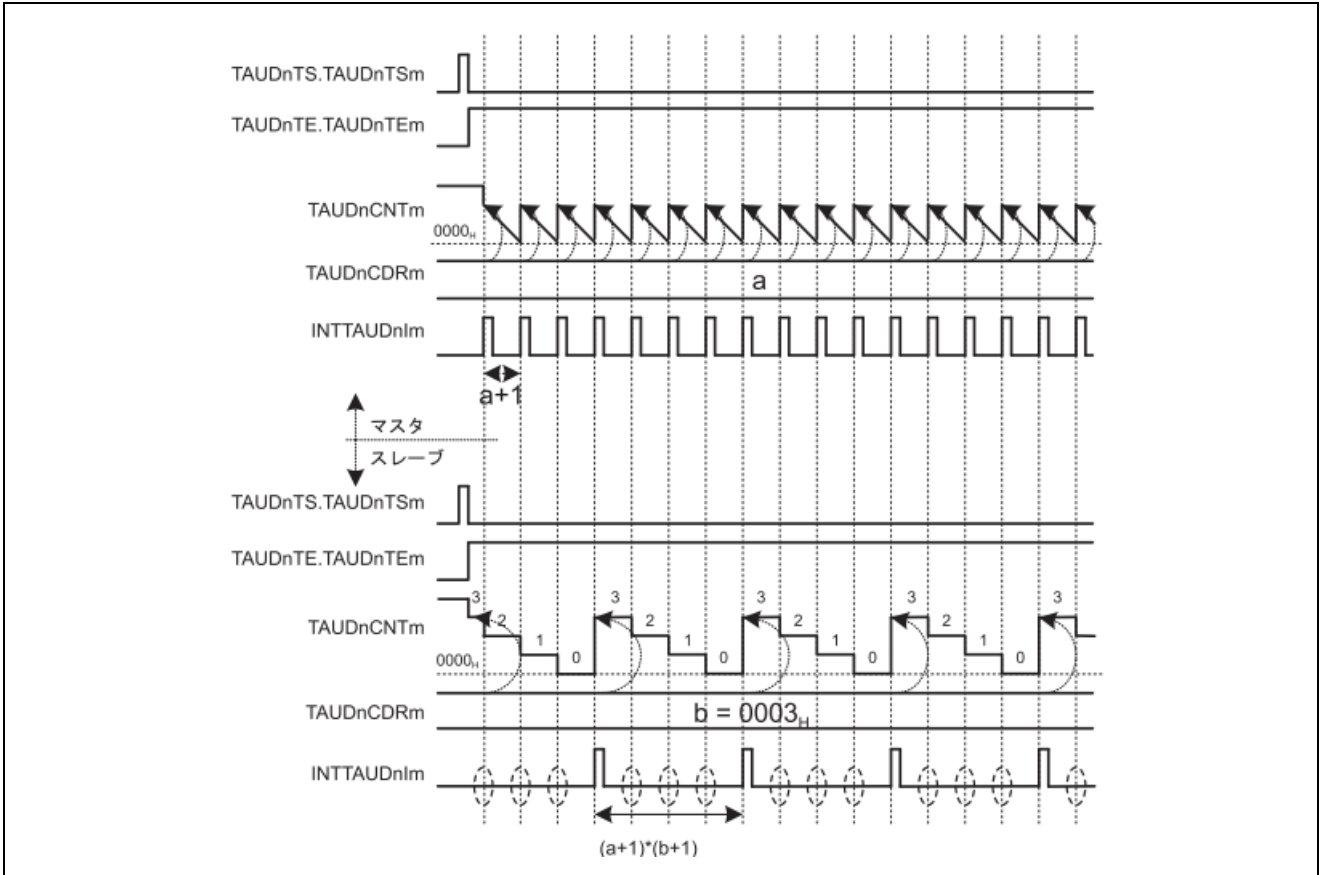 TAUDnTS.TAUDnTSm
TAUDnTE.TAUDnTEm
TAUDnCNTm
0000H
TAUDnCDRm
a
INTTAUDnIm
a+1
マスタ
スレーブ
TAUDnTS.TAUDnTSm
TAUDnTE.TAUDnTEm
3 3 3 3 3
2 2 2 2 2
TAUDnCNTm
1 1 1 1
0 0 0 0
0000H
TAUDnCDRm
b = 0003H
INTTAUDnIm
(a+1)*(b+1)